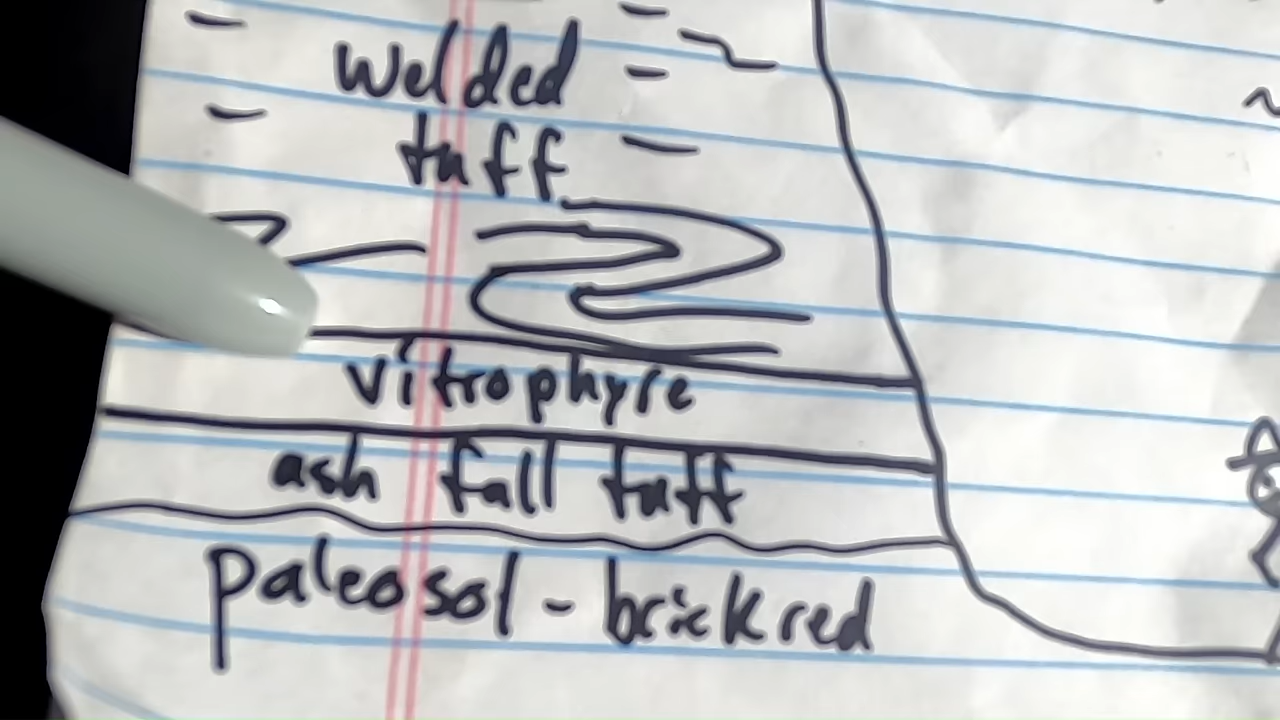 welded
tuff
vitrophyre
ash fall tuff
paleosol - brick red